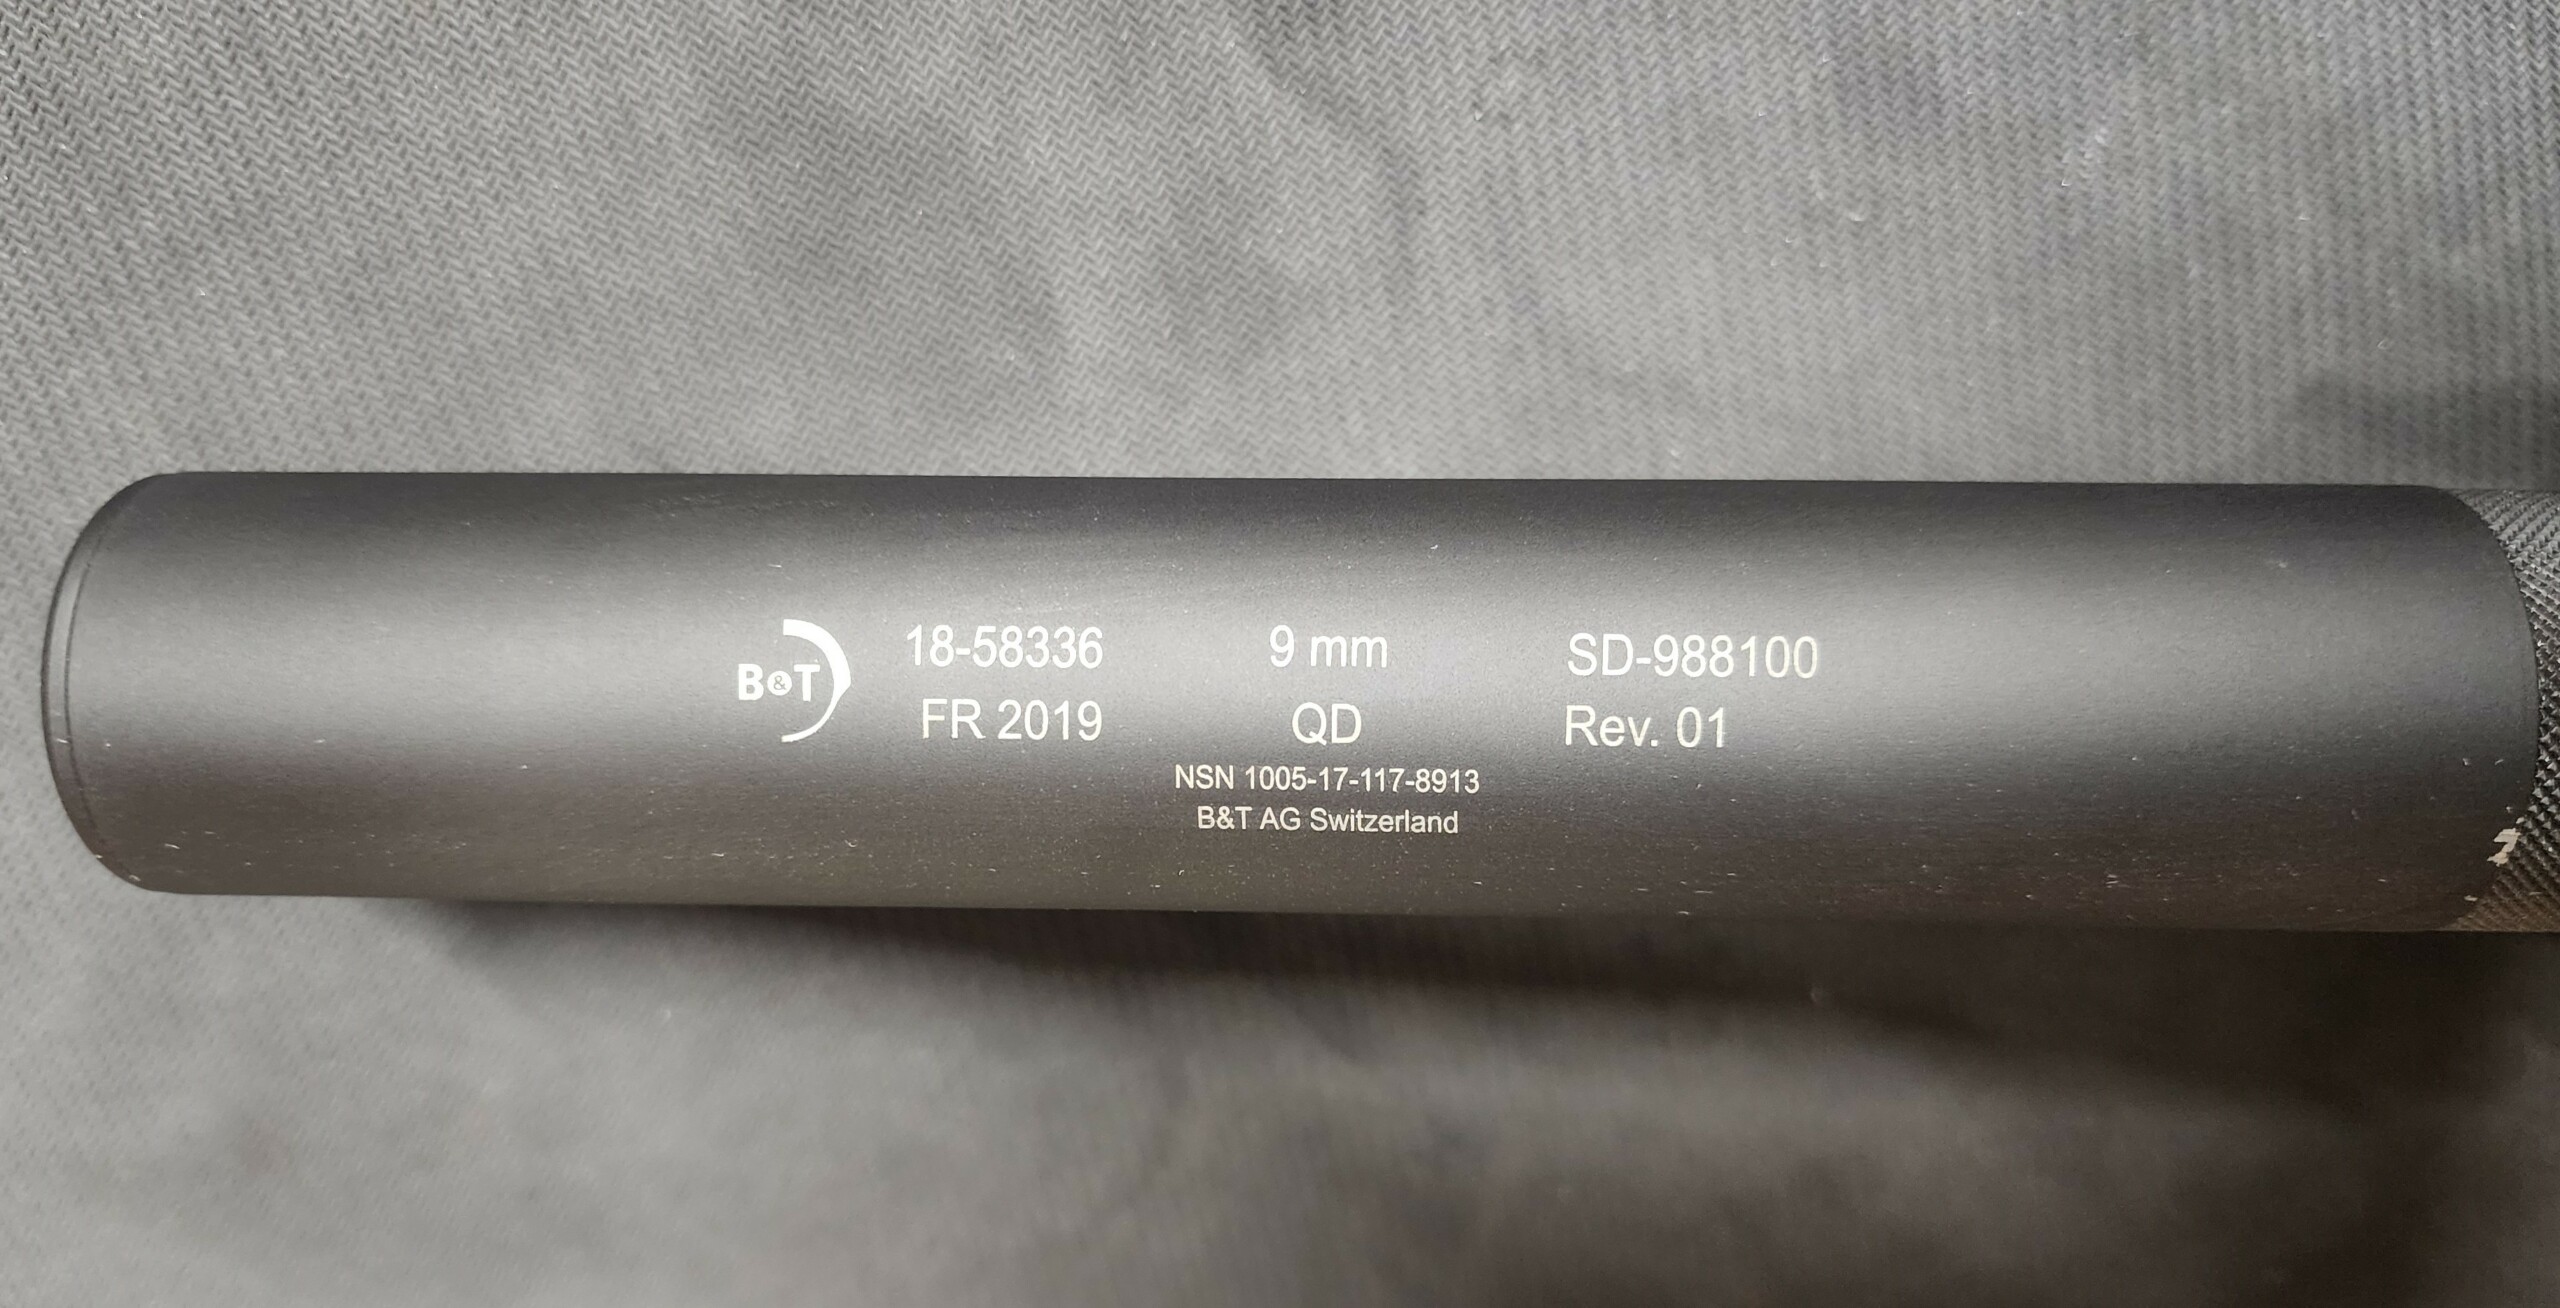 B&T
18-58336 9 mm SD-988100
FR 2019 QD Rev. 01
NSN 1005-17-117-8913
B&T AG Switzerland